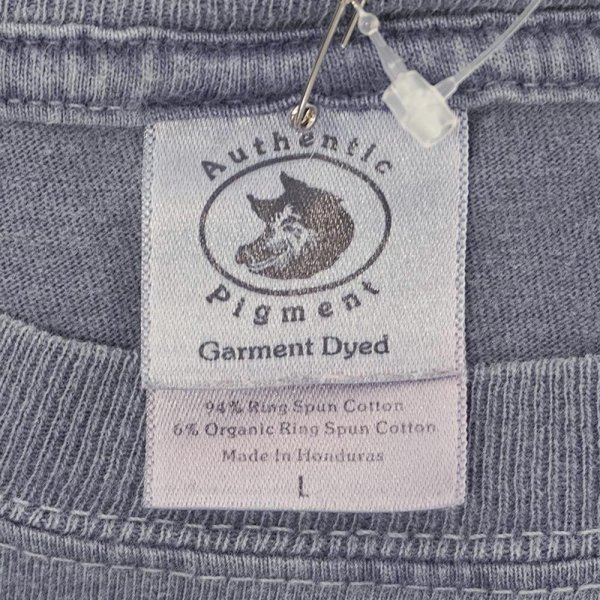 Authentic
Pigment
Garment Dyed
94% Ring Spun Cotton
6% Organic Ring Spun Cotton
Made In Honduras
L